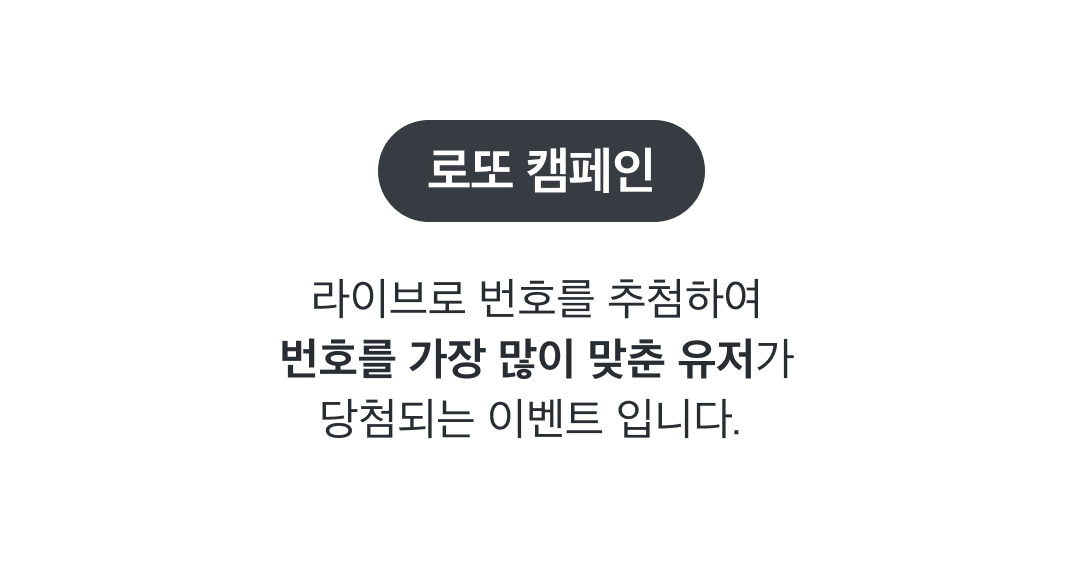 로또 캠페인
라이브로 번호를 추첨하여
번호를 가장 많이 맞춘 유저가
당첨되는 이벤트 입니다.